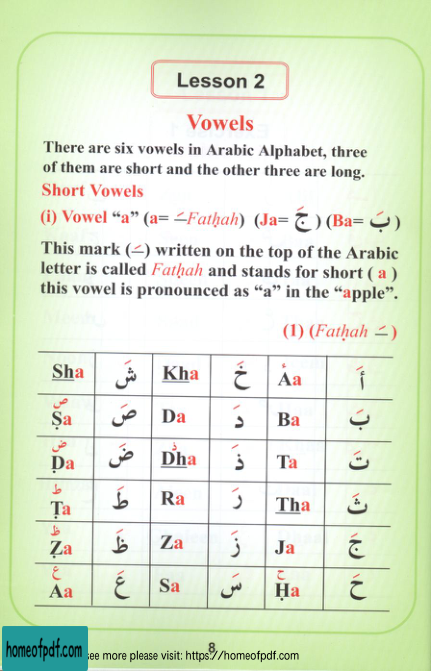 Lesson 2
Vowels
There are six vowels in Arabic Alphabet, three
of them are short and the other three are long.
Short Vowels
(i) Vowel “a” (a= ـَ Fatḥah) (Ja= جَ ) (Ba= بَ )
This mark (ـَ) written on the top of the Arabic
letter is called Fatḥah and stands for short ( a )
this vowel is pronounced as “a” in the “apple”.
(1) (Fatḥah ـَ )
Sha شَ Kha خَ Aa أَ
ص
Ṣa صَ Da دَ Ba بَ
ض
Ḍa ضَ Dha ذَ Ta تَ
ط
Ṭa طَ Ra رَ Tha ثَ
ظ
Ẓa ظَ Za زَ Ja جَ
ع ح
Aa عَ Sa سَ Ḥa حَ
8
homeofpdf.com see more please visit: https://homeofpdf.com